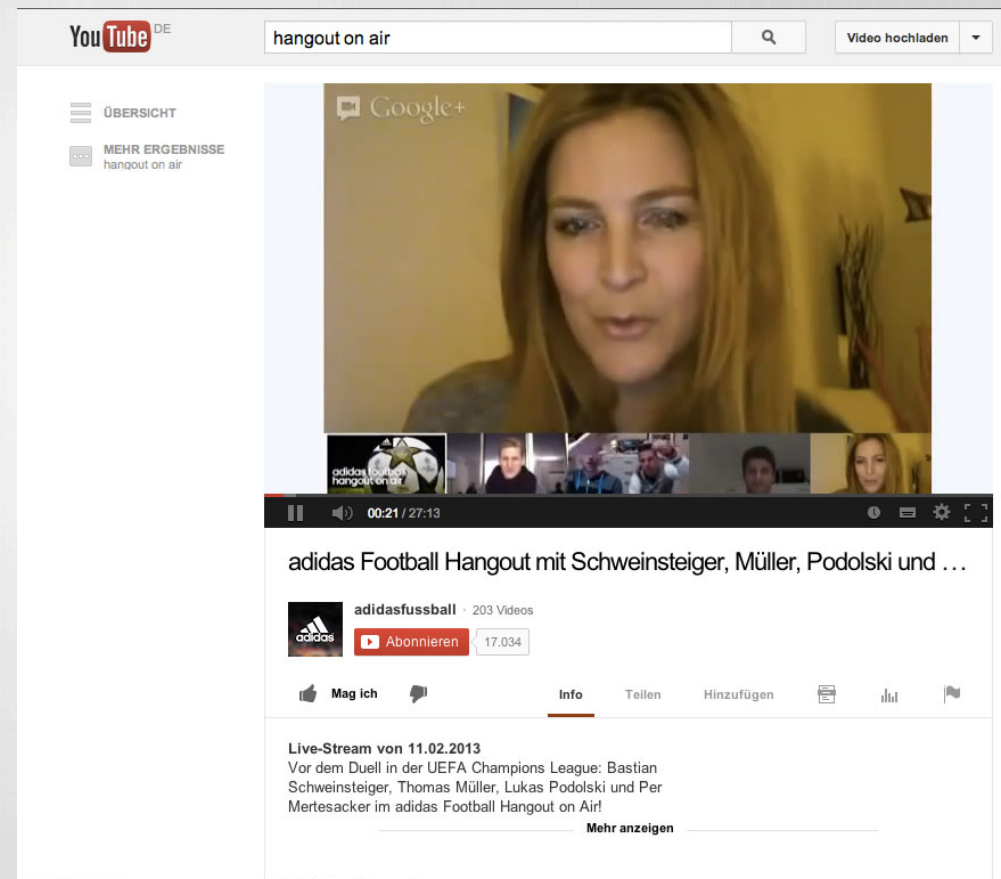 YouTube DE
hangout on air
Video hochladen
ÜBERSICHT
MEHR ERGEBNISSE
hangout on air
Google+
adidas football
hangout on air
00:21 / 27:13
adidas Football Hangout mit Schweinsteiger, Müller, Podolski und ...
adidas
adidasfussball · 203 Videos
Abonnieren 17.034
Mag ich
Info Teilen Hinzufügen
Live-Stream von 11.02.2013
Vor dem Duell in der UEFA Champions League: Bastian
Schweinsteiger, Thomas Müller, Lukas Podolski und Per
Mertesacker im adidas Football Hangout on Air!
Mehr anzeigen